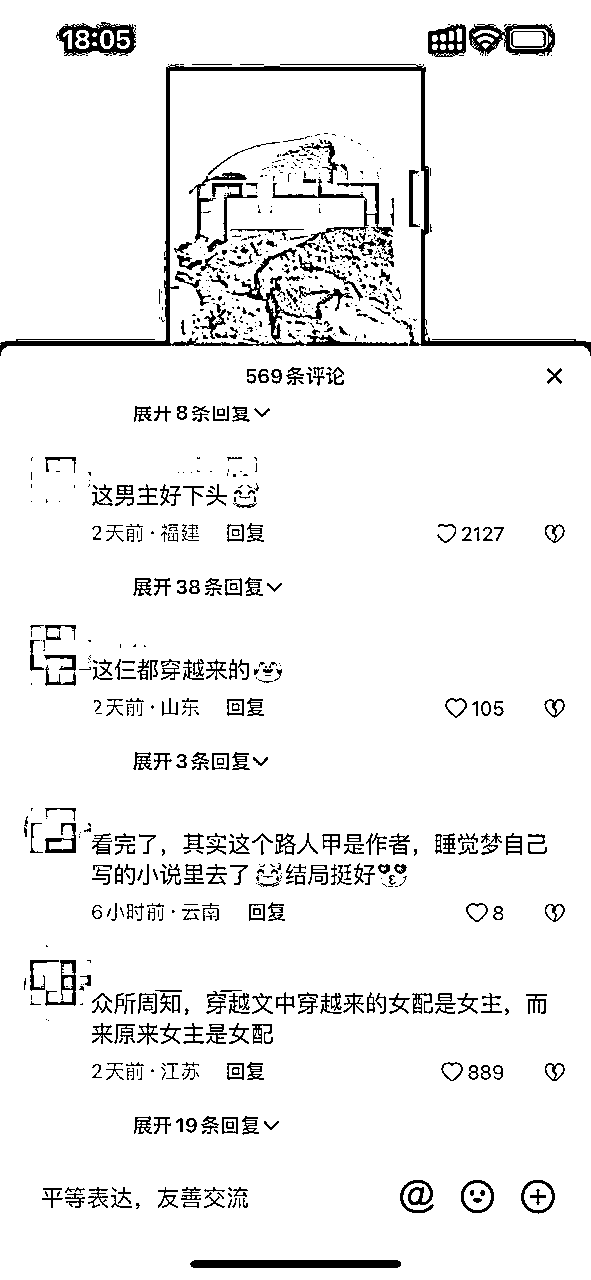 18:05
569条评论
展开8条回复
这男主好下头
2天前·福建 回复 2127
展开38条回复
这仨都穿越来的
2天前·山东 回复 105
展开3条回复
看完了，其实这个路人甲是作者，睡觉梦自己
写的小说里去了 结局挺好
6小时前·云南 回复 8
众所周知，穿越文中穿越来的女配是女主，而
来原来女主是女配
2天前·江苏 回复 889
展开19条回复
平等表达，友善交流